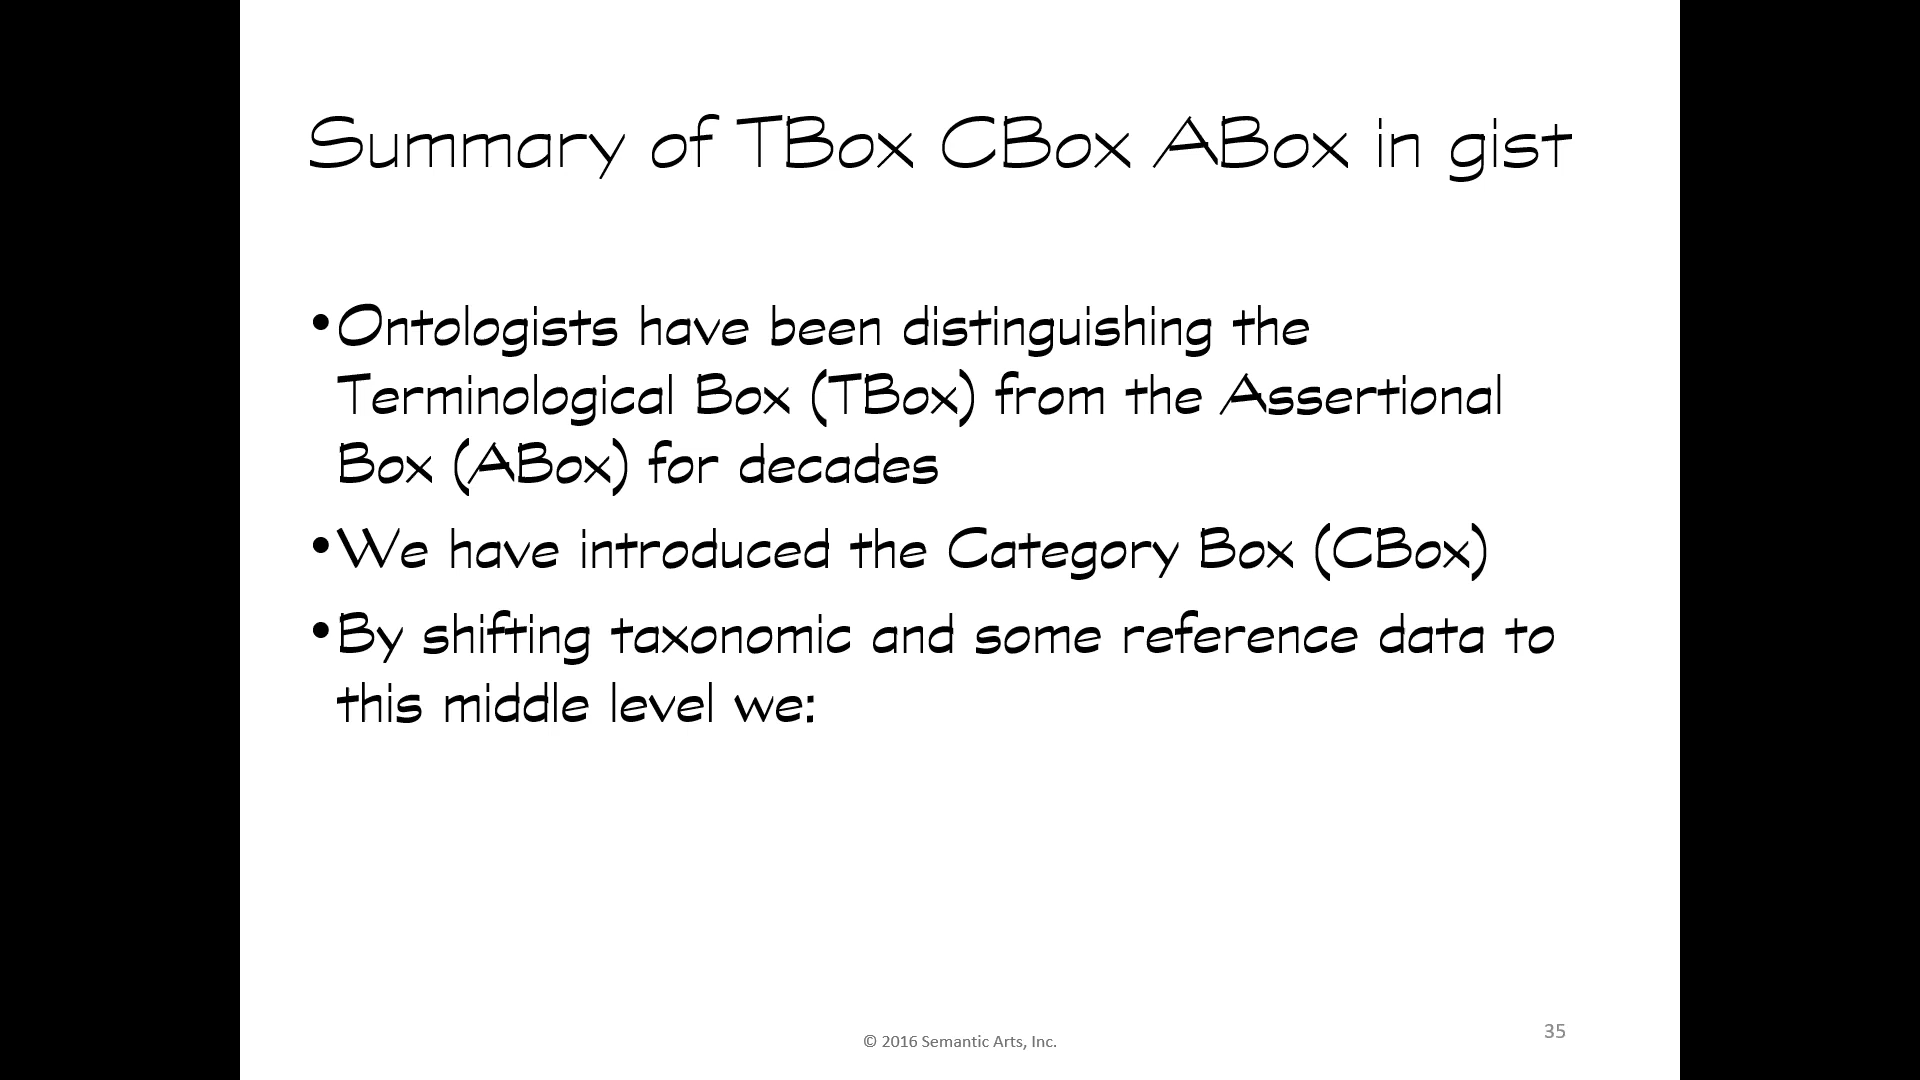 Summary of TBox CBox ABox in gist
•Ontologists have been distinguishing the
Terminological Box (TBox) from the Assertional
Box (ABox) for decades
•We have introduced the Category Box (CBox)
•By shifting taxonomic and some reference data to
this middle level we:
© 2016 Semantic Arts, Inc.
35